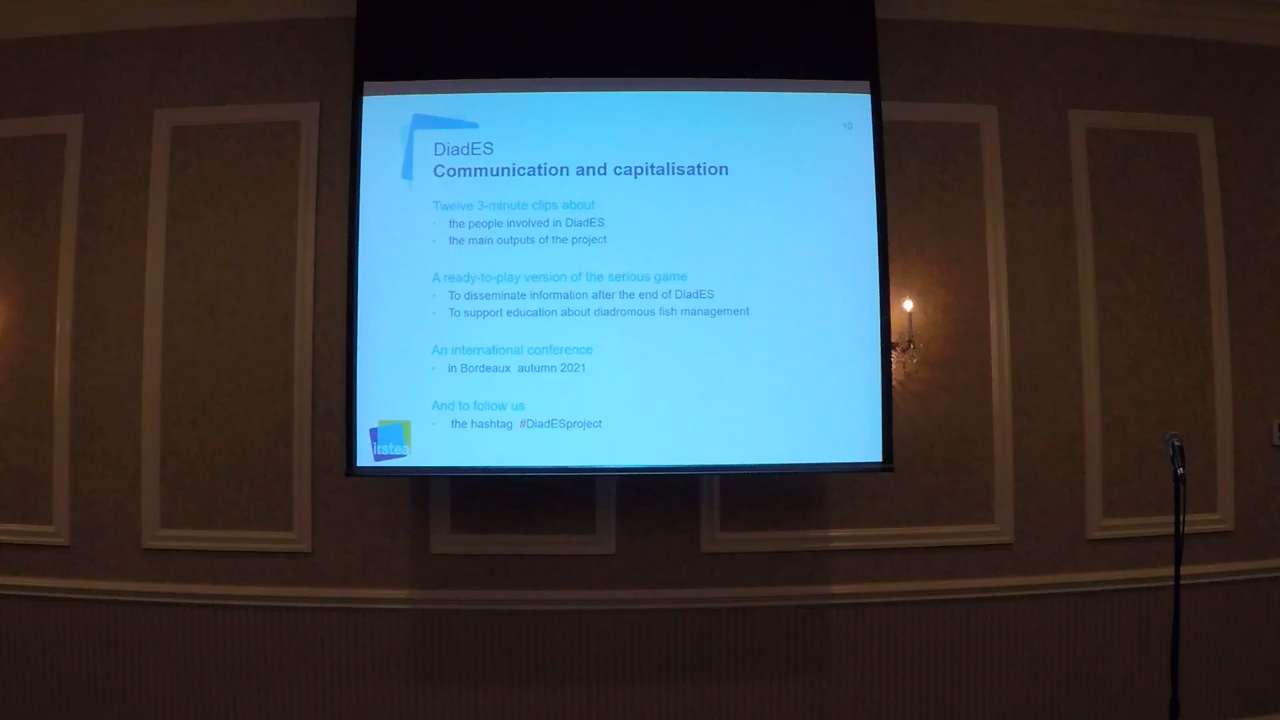 10
DiadES
Communication and capitalisation
Twelve 3-minute clips about
· the people involved in DiadES
· the main outputs of the project
A ready-to-play version of the serious game
· To disseminate information after the end of DiadES
· To support education about diadromous fish management
An international conference
· in Bordeaux autumn 2021
And to follow us
· the hashtag #DiadESproject
irstea